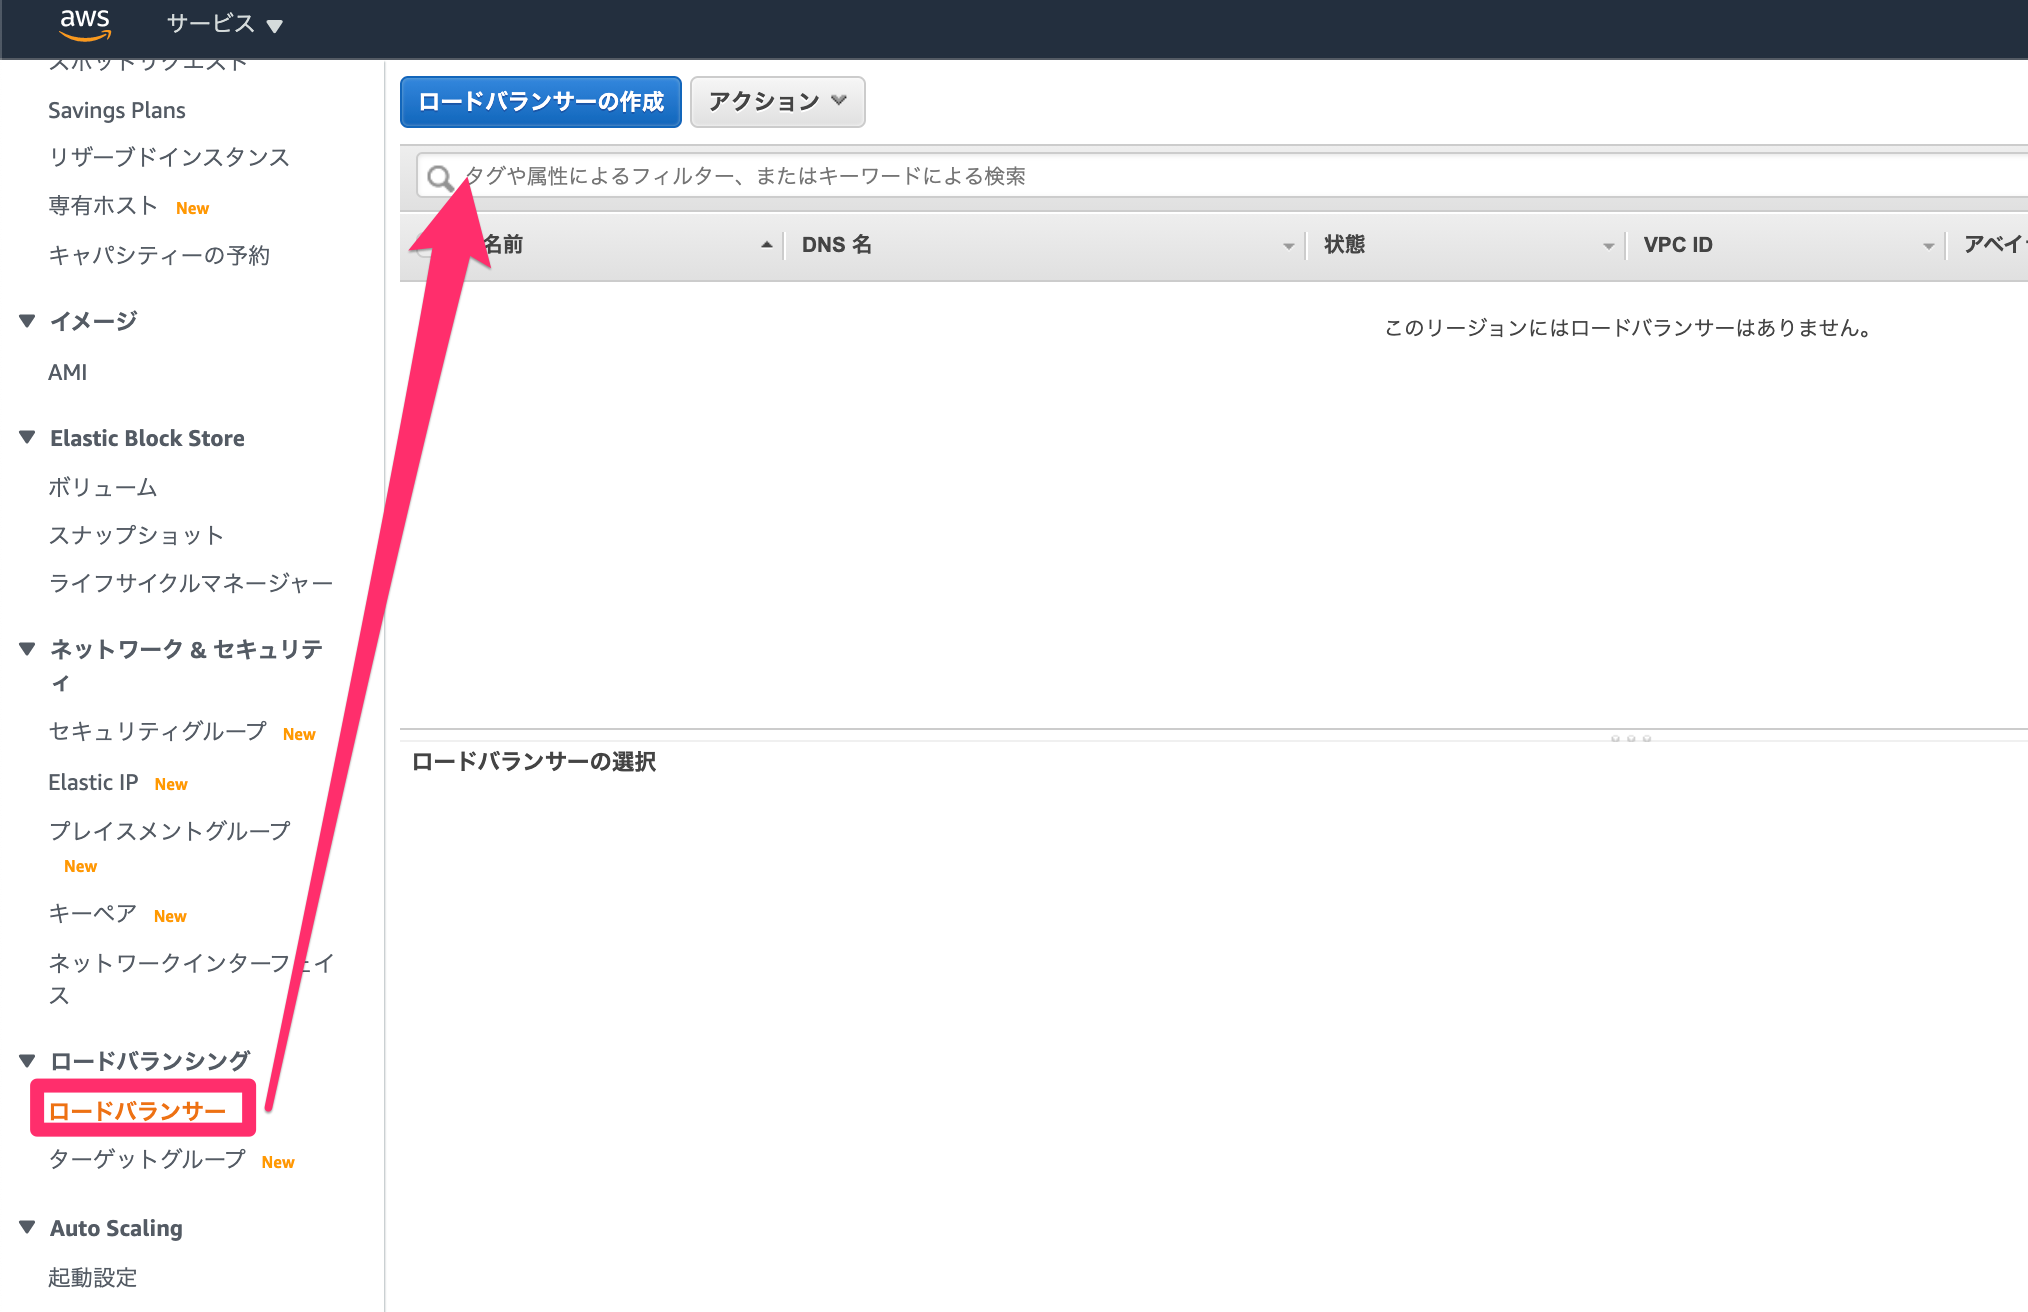 aws サービス
スポットリクエスト
Savings Plans
リザーブドインスタンス
専有ホスト New
キャパシティーの予約
イメージ
AMI
Elastic Block Store
ボリューム
スナップショット
ライフサイクルマネージャー
ネットワーク & セキュリテ
ィ
セキュリティグループ New
Elastic IP New
プレイスメントグループ
New
キーペア New
ネットワークインターフェイ
ス
ロードバランシング
ロードバランサー
ターゲットグループ New
Auto Scaling
起動設定
ロードバランサーの作成 アクション
タグや属性によるフィルター、またはキーワードによる検索
名前 DNS 名 状態 VPC ID アベイ
このリージョンにはロードバランサーはありません。
ロードバランサーの選択